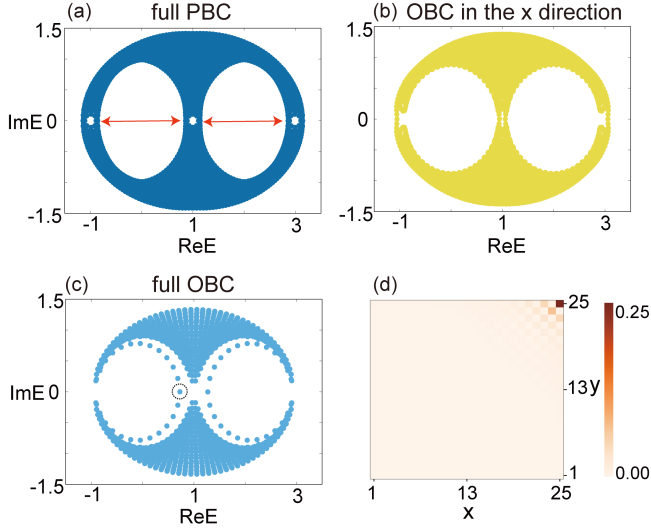 (a) full PBC
1.5
ImE 0
-1.5
-1 1 3
ReE
(b) OBC in the x direction
1.5
0
-1.5
-1 1 3
ReE
(c) full OBC
1.5
ImE 0
-1.5
-1 1 3
ReE
(d)
25
13 y
1
1 13 25
x
0.25
0.00